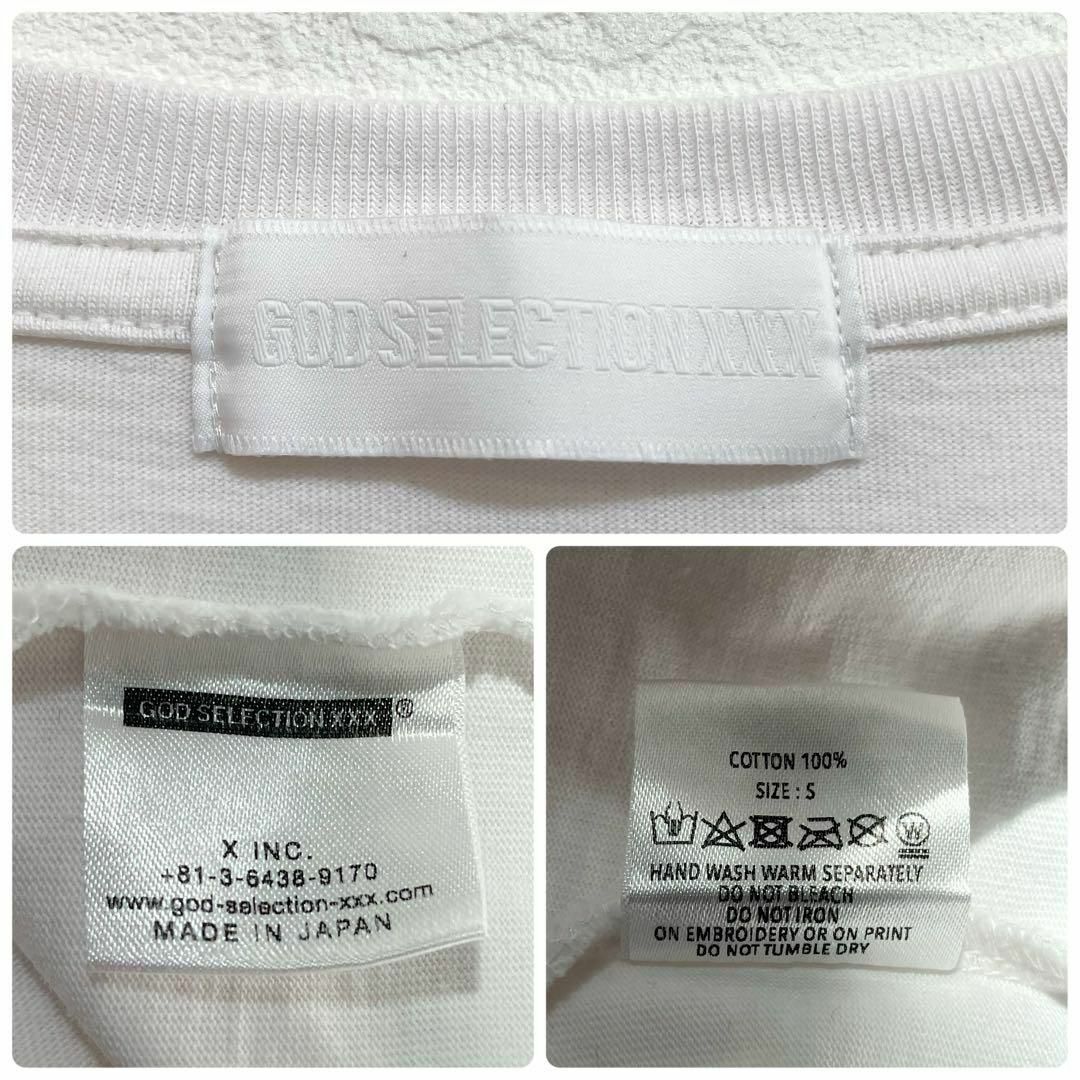 GOD SELECTION XXX
GOD SELECTION XXX ®
X INC.
+81-3-6438-9170
www.god-selection-xxx.com
MADE IN JAPAN
COTTON 100%
SIZE : S
W
HAND WASH WARM SEPARATELY
DO NOT BLEACH
DO NOT IRON
ON EMBROIDERY OR ON PRINT
DO NOT TUMBLE DRY